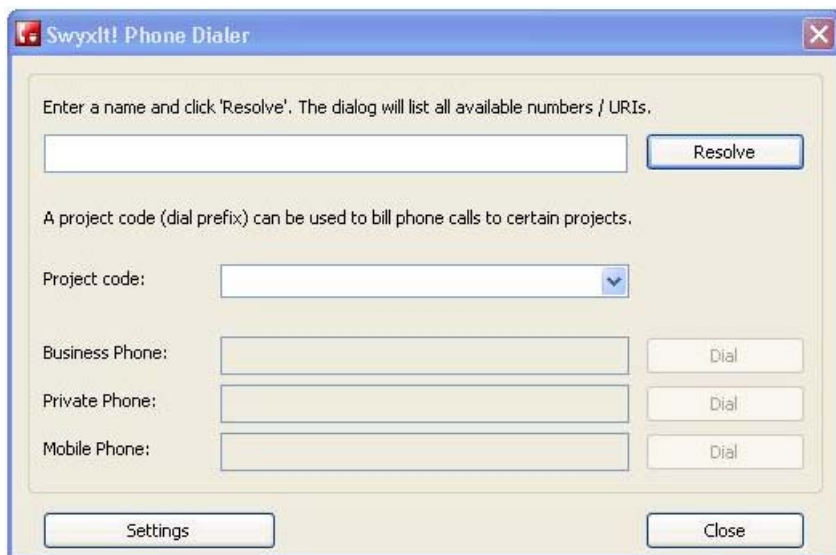 SwyxIt! Phone Dialer
Enter a name and click 'Resolve'. The dialog will list all available numbers / URIs.
Resolve
A project code (dial prefix) can be used to bill phone calls to certain projects.
Project code:
Business Phone: Dial
Private Phone: Dial
Mobile Phone: Dial
Settings Close